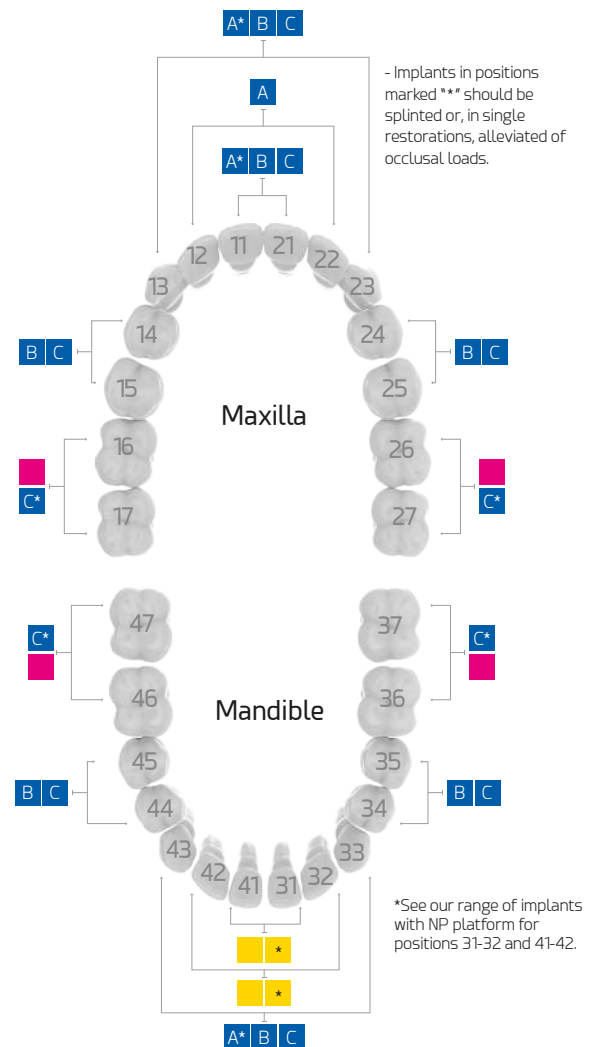 A* B C
A
A* B C
- Implants in positions
marked "*" should be
splinted or, in single
restorations, alleviated of
occlusal loads.
11 21
12 22
13 23
14 24
B C B C
15 25
Maxilla
16 26
C* C*
17 27
47 37
C* C*
46 36
Mandible
45 35
B C B C
44 34
43 33
42 32
41 31
*See our range of implants
with NP platform for
positions 31-32 and 41-42.
*
*
A* B C